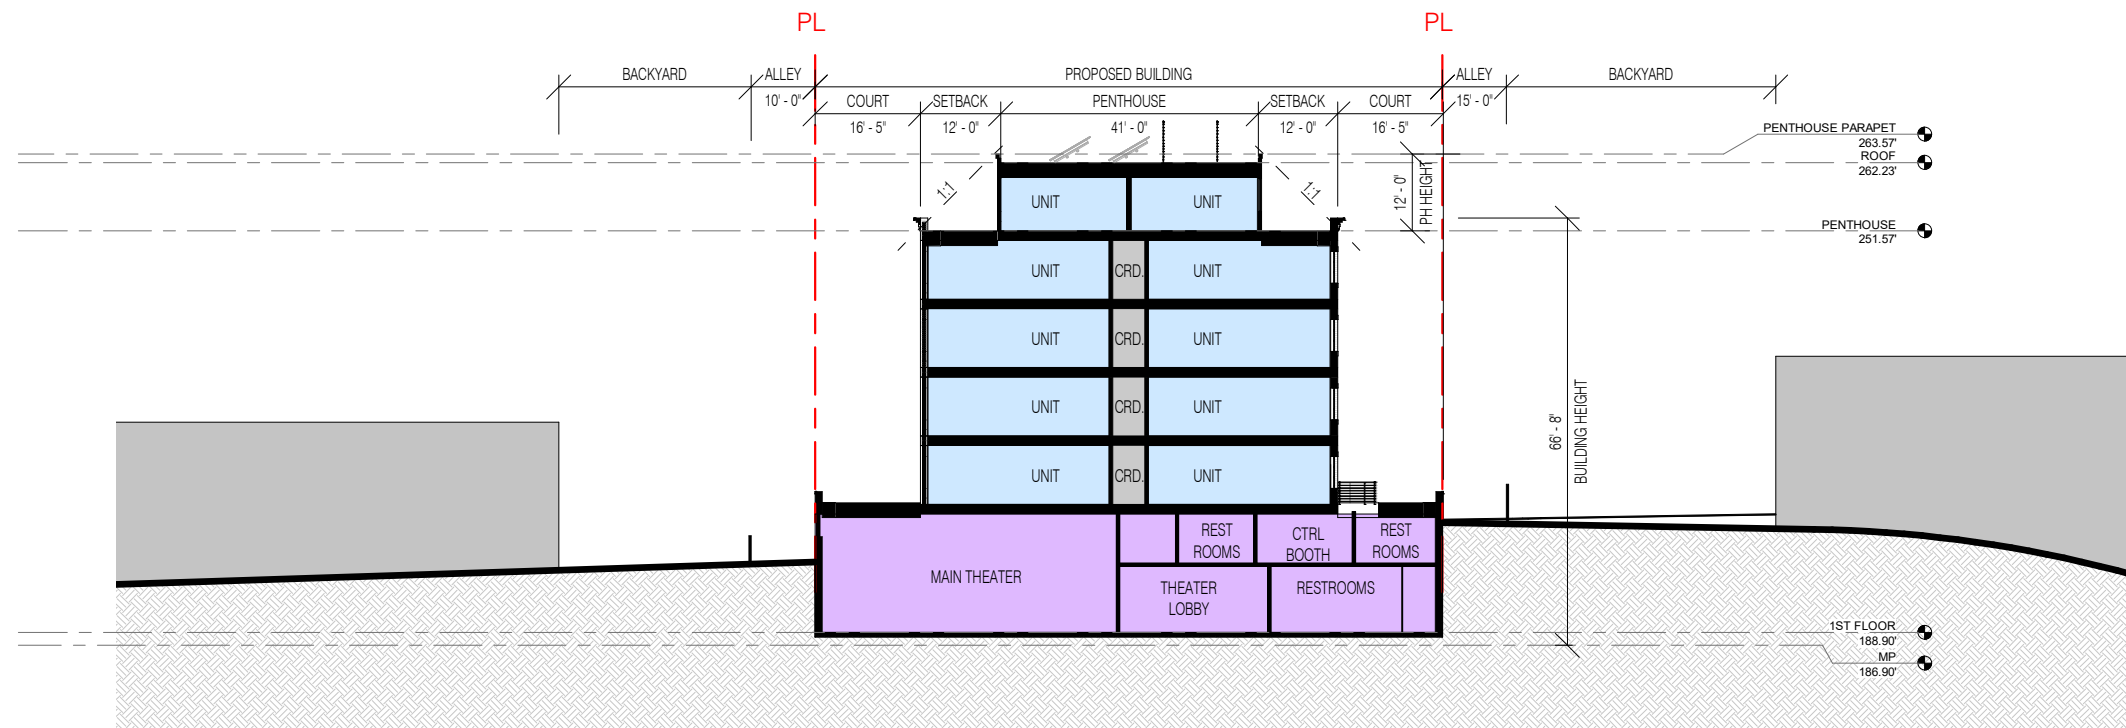 PL
PL
BACKYARD
ALLEY
PROPOSED BUILDING
ALLEY
BACKYARD
10' - 0"
COURT
SETBACK
PENTHOUSE
SETBACK
COURT
15' - 0"
16' - 5"
12' - 0"
41' - 0"
12' - 0"
16' - 5"
PENTHOUSE PARAPET
263.57'
ROOF
262.23'
1:1
1:1
12' - 0"
PH HEIGHT
UNIT
UNIT
PENTHOUSE
251.57'
UNIT
CRD.
UNIT
UNIT
CRD.
UNIT
UNIT
CRD.
UNIT
66' - 8"
BUILDING HEIGHT
UNIT
CRD.
UNIT
REST
ROOMS
CTRL
BOOTH
REST
ROOMS
MAIN THEATER
THEATER
LOBBY
RESTROOMS
1ST FLOOR
188.90'
MP
186.90'